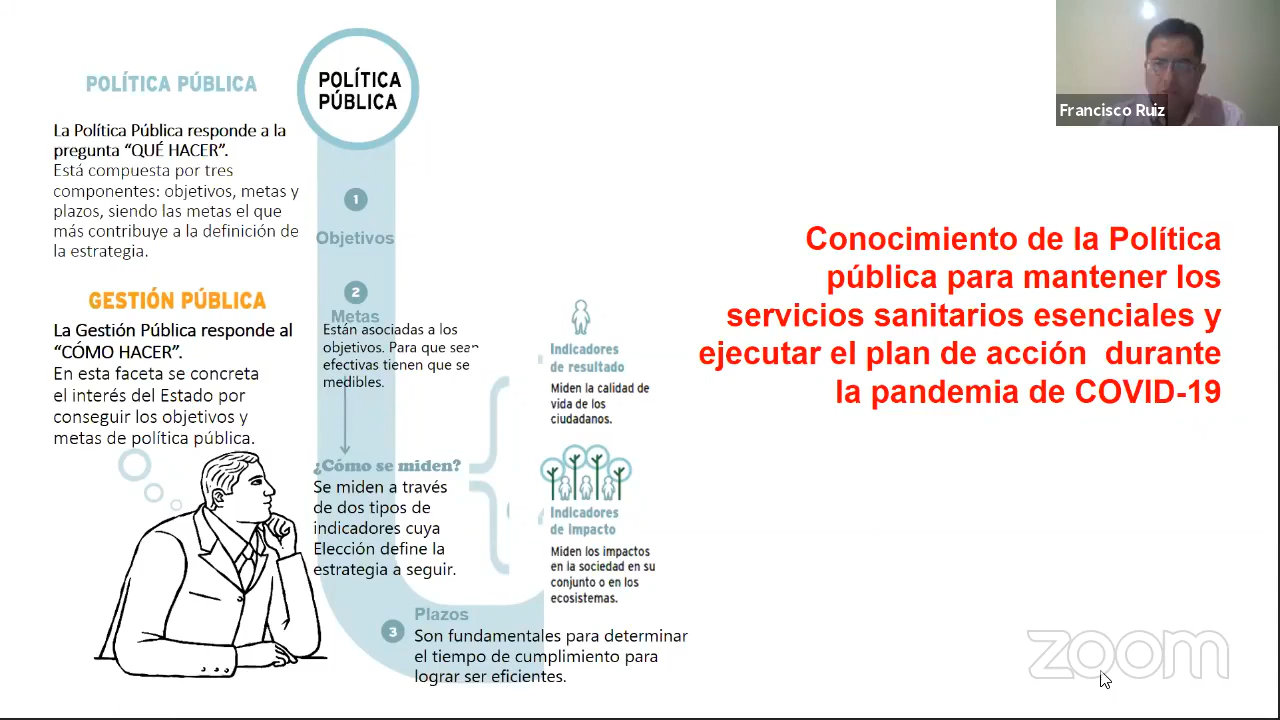 POLÍTICA PÚBLICA
La Política Pública responde a la
pregunta “QUÉ HACER”.
Está compuesta por tres
componentes: objetivos, metas y
plazos, siendo las metas el que
más contribuye a la definición de
la estrategia.
GESTIÓN PÚBLICA
La Gestión Pública responde al
“CÓMO HACER”.
En esta faceta se concreta
el interés del Estado por
conseguir los objetivos y
metas de política pública.
POLÍTICA
PÚBLICA
1
Objetivos
2
Metas
Están asociadas a los
objetivos. Para que sean
efectivas tienen que se
medibles.
¿Cómo se miden?
Se miden a través
de dos tipos de
indicadores cuya
Elección define la
estrategia a seguir.
Indicadores
de resultado
Miden la calidad de
vida de los
ciudadanos.
Indicadores
de impacto
Miden los impactos
en la sociedad en su
conjunto o en los
ecosistemas.
3
Plazos
Son fundamentales para determinar
el tiempo de cumplimiento para
lograr ser eficientes.
Francisco Ruiz
Conocimiento de la Política
pública para mantener los
servicios sanitarios esenciales y
ejecutar el plan de acción durante
la pandemia de COVID-19
zoom